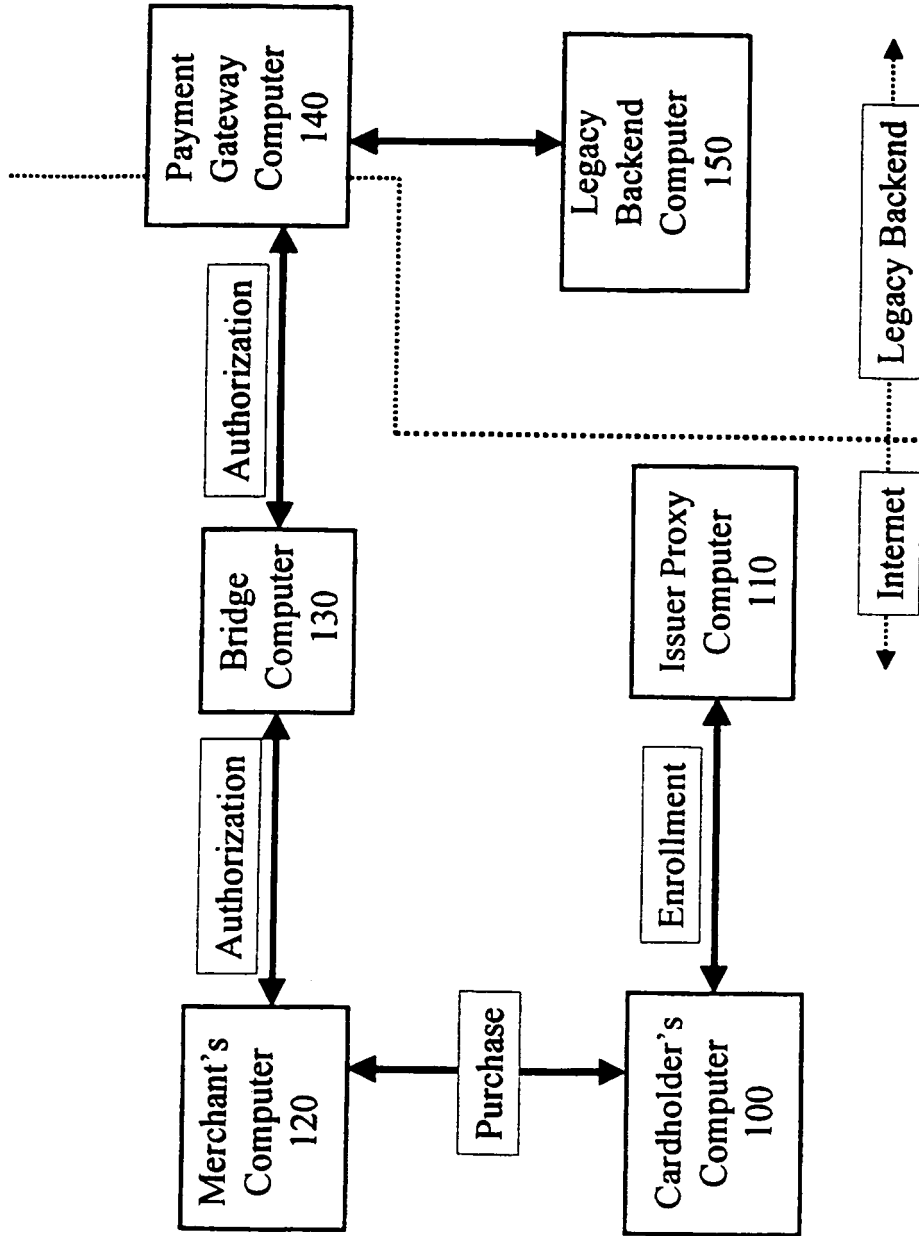 Merchant's
Computer
120
Authorization
Bridge
Computer
130
Authorization
Payment
Gateway
Computer
140
Purchase
Cardholder's
Computer
100
Enrollment
Issuer Proxy
Computer
110
Legacy
Backend
Computer
150
Internet
Legacy Backend